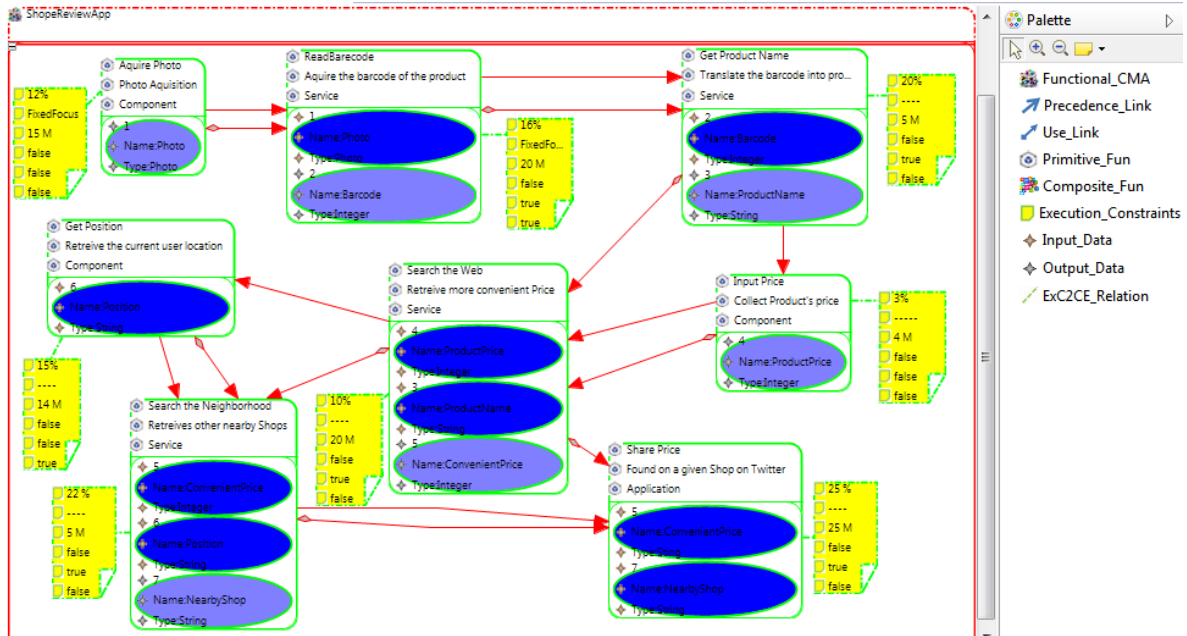 ShopeReviewApp
Aquire Photo
Photo Aquisition
Component
1
Name:Photo
Type:Photo
12%
FixedFocus
15 M
false
false
false
ReadBarecode
Aquire the barcode of the product
Service
1
Name:Photo
Type:Photo
2
Name:Barcode
Type:Integer
16%
FixedFo...
20 M
false
true
true
Get Product Name
Translate the barcode into pro...
Service
2
Name:Barcode
Type:Integer
3
Name:ProductName
Type:String
20%
----
5 M
false
true
false
Get Position
Retreive the current user location
Component
6
Name:Position
Type:String
15%
----
14 M
false
false
true
Search the Web
Retreive more convenient Price
Service
4
Name:ProductPrice
Type:Integer
3
Name:ProductName
Type:String
5
Name:ConvenientPrice
Type:Integer
10%
----
20 M
false
true
false
Input Price
Collect Product's price
Component
4
Name:ProductPrice
Type:Integer
3%
-----
4 M
false
false
false
Search the Neighborhood
Retreives other nearby Shops
Service
5
Name:ConvenientPrice
Type:Integer
6
Name:Position
Type:String
7
Name:NearbyShop
Type:String
22 %
----
5 M
false
true
false
Share Price
Found on a given Shop on Twitter
Application
5
Name:ConvenientPrice
Type:Sting
7
Name:NearbyShop
Type:String
25 %
----
25 M
false
true
false
Palette
Functional_CMA
Precedence_Link
Use_Link
Primitive_Fun
Composite_Fun
Execution_Constraints
Input_Data
Output_Data
ExC2CE_Relation